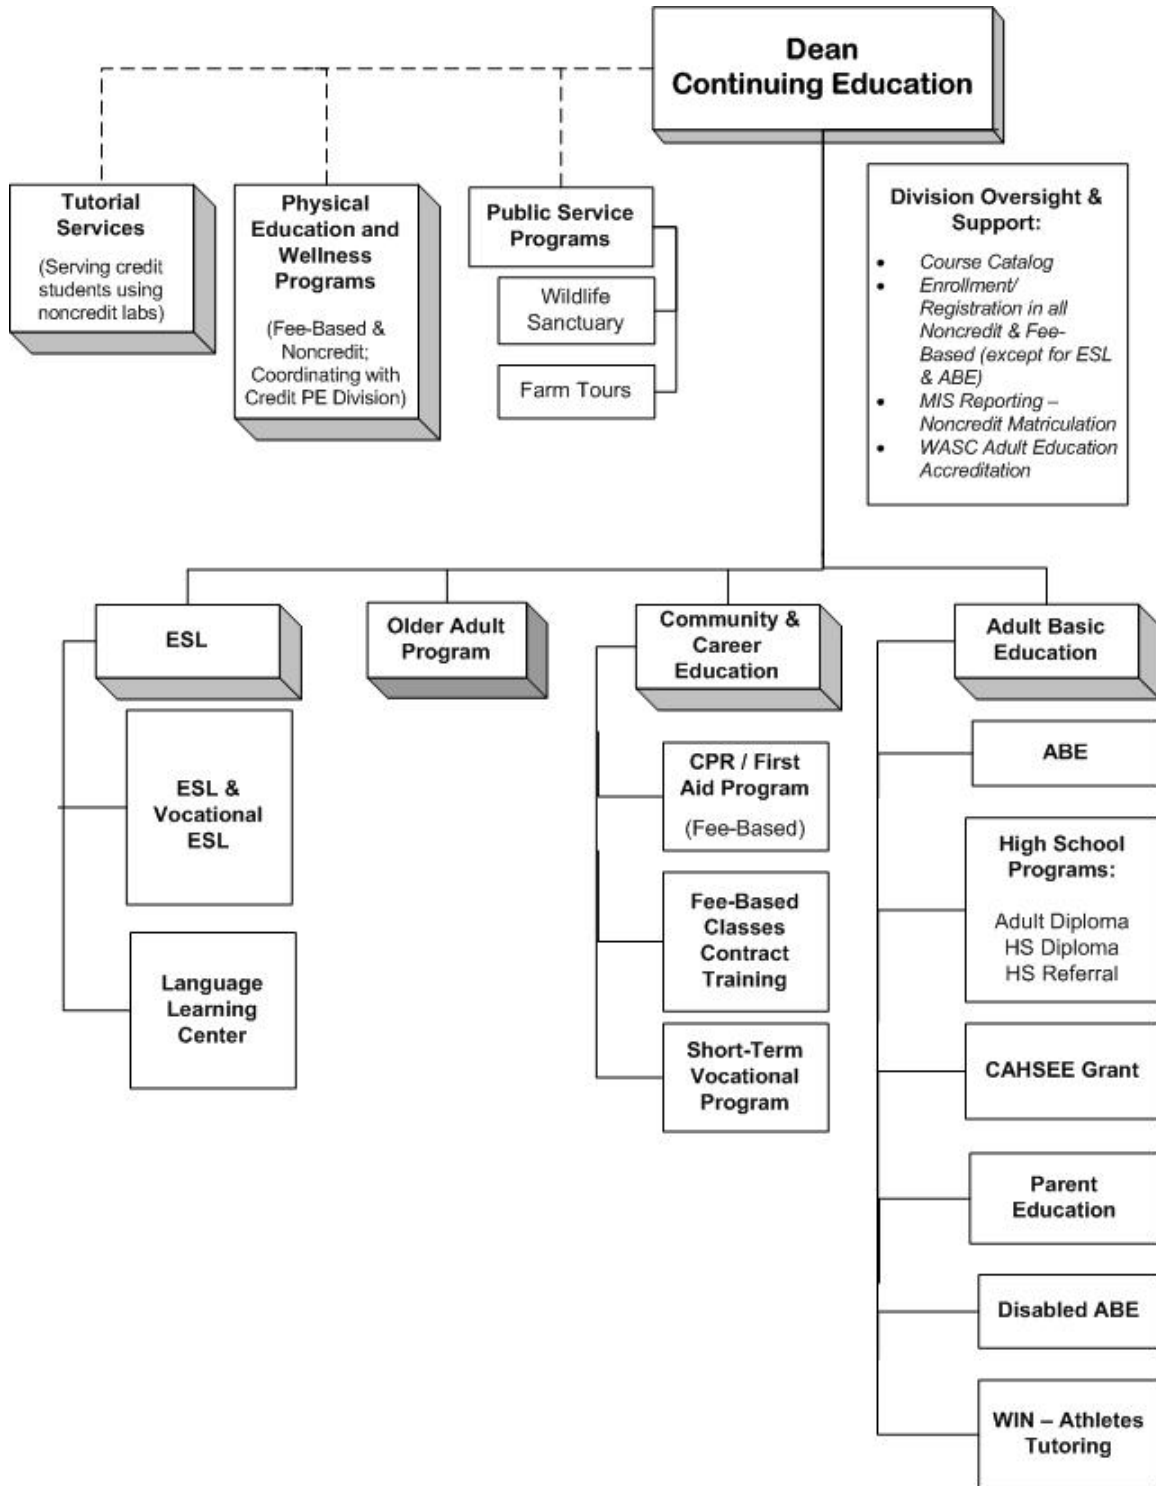 Dean
Continuing Education
Tutorial
Services
(Serving credit
students using
noncredit labs)
Physical
Education and
Wellness
Programs
(Fee-Based &
Noncredit;
Coordinating with
Credit PE Division)
Public Service
Programs
Wildlife
Sanctuary
Farm Tours
Division Oversight &
Support:
• Course Catalog
• Enrollment/
Registration in all
Noncredit & Fee-
Based (except for ESL
& ABE)
• MIS Reporting –
Noncredit Matriculation
• WASC Adult Education
Accreditation
ESL
Older Adult
Program
Community &
Career
Education
Adult Basic
Education
ESL &
Vocational
ESL
Language
Learning
Center
CPR / First
Aid Program
(Fee-Based)
Fee-Based
Classes
Contract
Training
Short-Term
Vocational
Program
ABE
High School
Programs:
Adult Diploma
HS Diploma
HS Referral
CAHSEE Grant
Parent
Education
Disabled ABE
WIN – Athletes
Tutoring